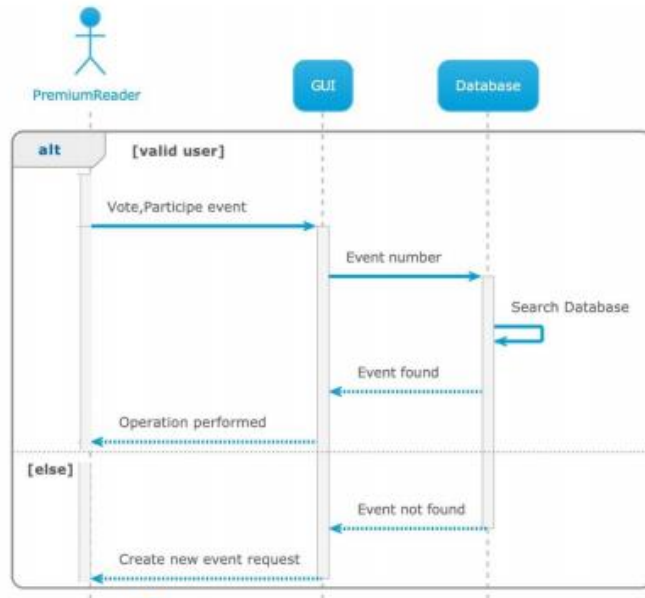 PremiumReader
GUI
Database
alt [valid user]
Vote,Participe event
Event number
Search Database
Event found
Operation performed
[else]
Event not found
Create new event request